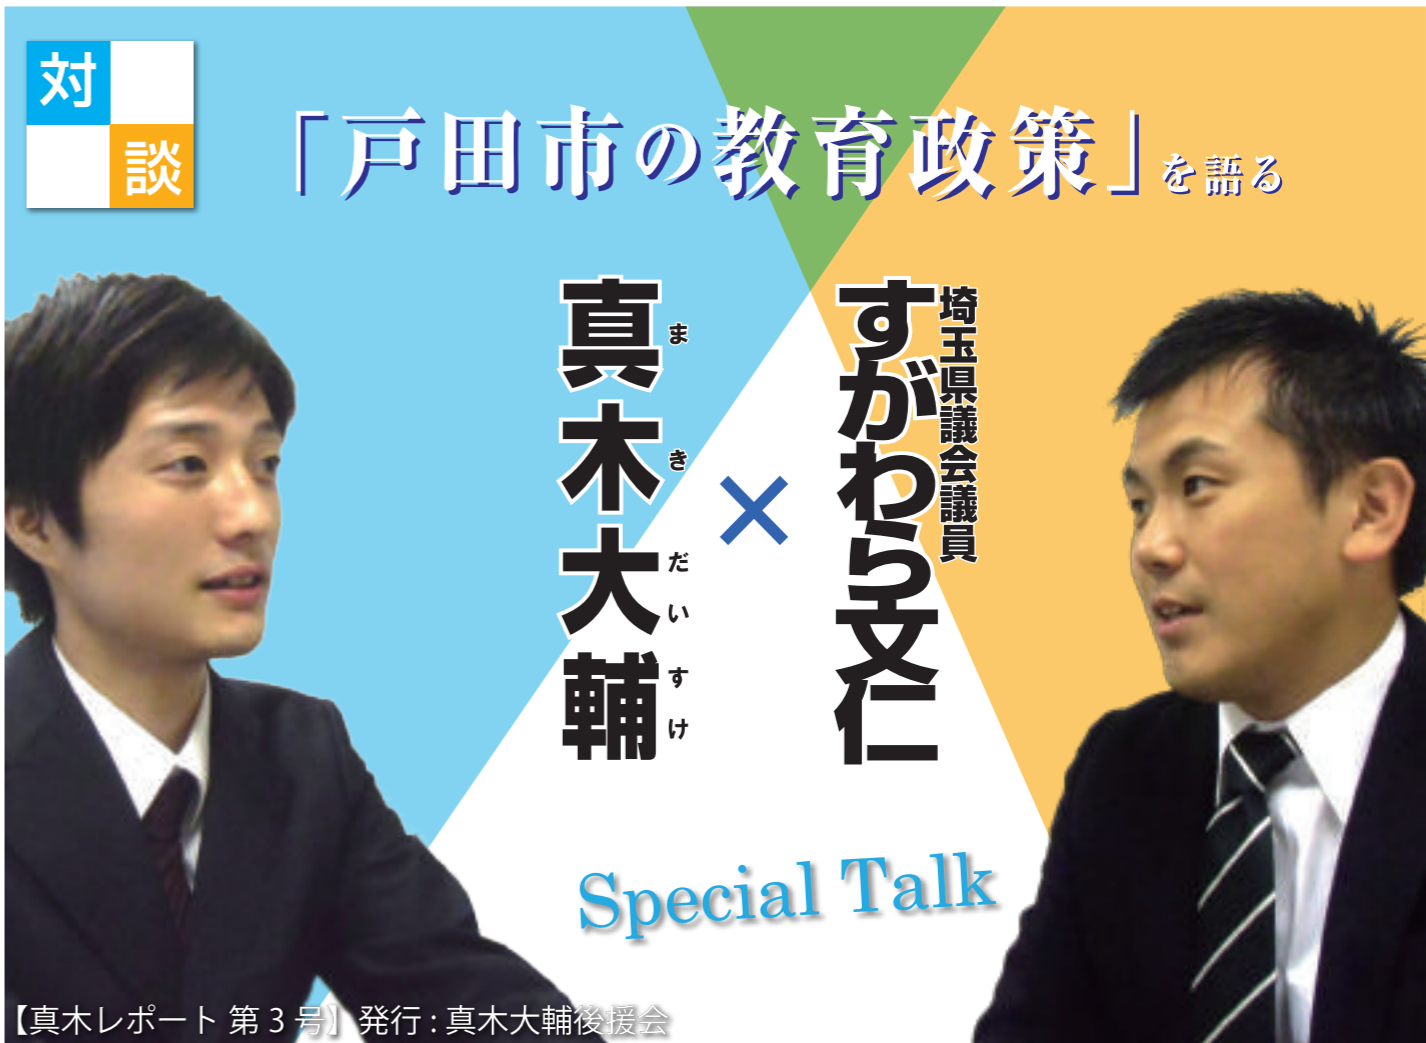 対談
「戸田市の教育政策」を語る
真木大輔
まきだいすけ
×
埼玉県議会議員
すがわら文仁
Special Talk
【真木レポート 第3号】発行:真木大輔後援会